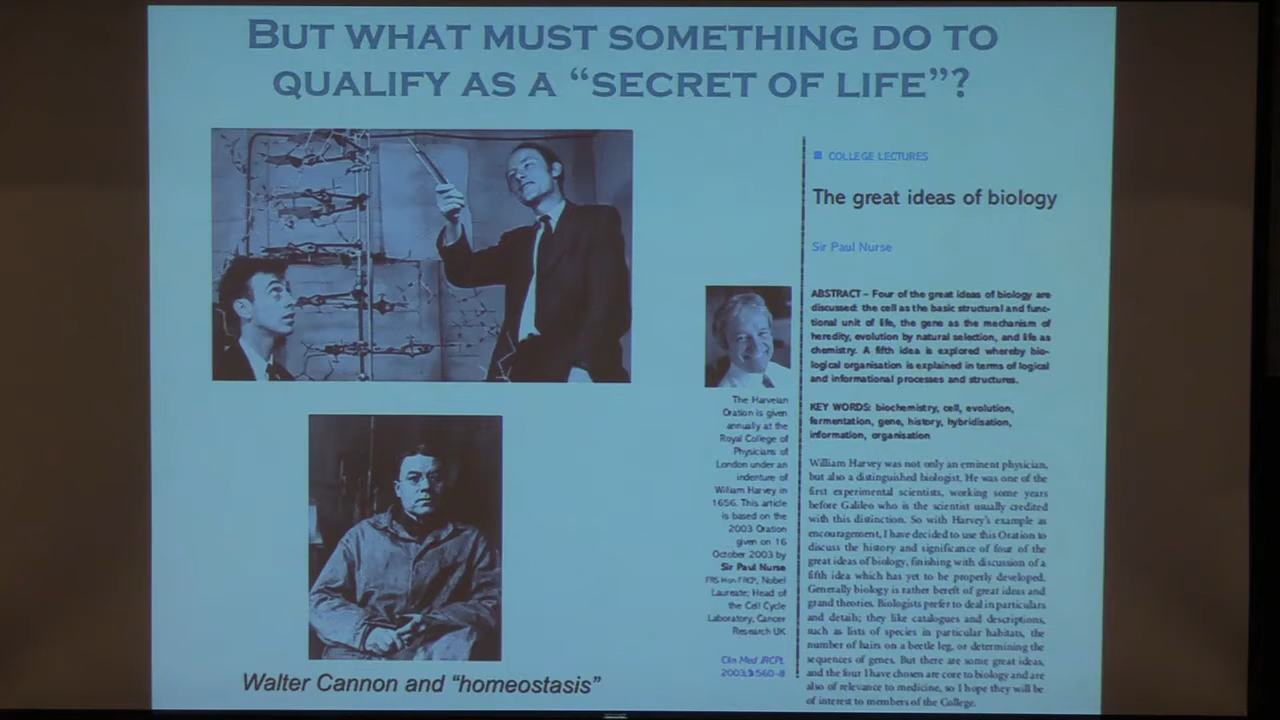 BUT WHAT MUST SOMETHING DO TO
QUALIFY AS A “SECRET OF LIFE”?
Walter Cannon and “homeostasis”
The Harveian
Oration is given
annually at the
Royal College of
Physicians of
London under an
indenture of
William Harvey in
1656. This article
is based on the
2003 Oration
given on 16
October 2003 by
Sir Paul Nurse
FRS Hon FRCP, Nobel
Laureate; Head of
the Cell Cycle
Laboratory, Cancer
Research UK
Clin Med JRCPL
2003;3:560–8
COLLEGE LECTURES
The great ideas of biology
Sir Paul Nurse
ABSTRACT – Four of the great ideas of biology are
discussed: the cell as the basic structural and func-
tional unit of life, the gene as the mechanism of
heredity, evolution by natural selection, and life as
chemistry. A fifth idea is explored whereby bio-
logical organisation is explained in terms of logical
and informational processes and structures.
KEY WORDS: biochemistry, cell, evolution,
fermentation, gene, history, hybridisation,
information, organisation
William Harvey was not only an eminent physician,
but also a distinguished biologist. He was one of the
first experimental scientists, working some years
before Galileo who is the scientist usually credited
with this distinction. So with Harvey's example as
encouragement, I have decided to use this Oration to
discuss the history and significance of four of the
great ideas of biology, finishing with discussion of a
fifth idea which has yet to be properly developed.
Generally biology is rather bereft of great ideas and
grand theories. Biologists prefer to deal in particulars
and details; they like catalogues and descriptions,
such as lists of species in particular habitats, the
number of hairs on a beetle leg, or determining the
sequences of genes. But there are some great ideas,
and the four I have chosen are core to biology and are
also of relevance to medicine, so I hope they will be
of interest to members of the College.